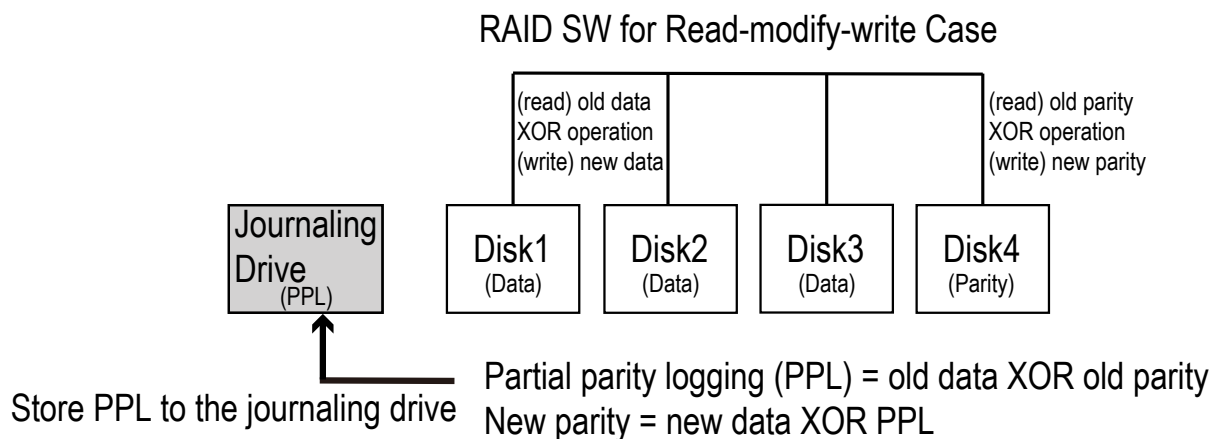 RAID SW for Read-modify-write Case
(read) old data
XOR operation
(write) new data
(read) old parity
XOR operation
(write) new parity
Journaling
Drive
(PPL)
Disk1
(Data)
Disk2
(Data)
Disk3
(Data)
Disk4
(Parity)
Store PPL to the journaling drive
Partial parity logging (PPL) = old data XOR old parity
New parity = new data XOR PPL